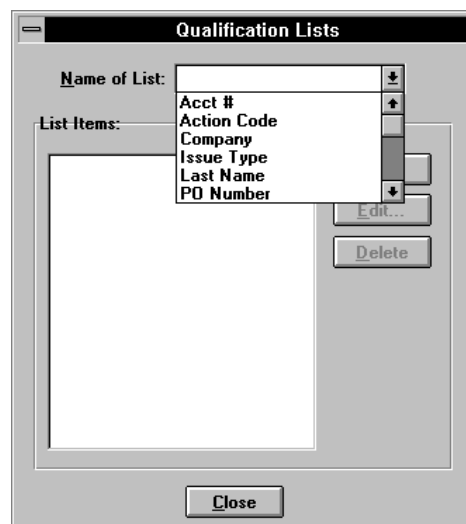 Qualification Lists
Name of List:
Acct #
Action Code
Company
Issue Type
Last Name
PO Number
List Items:
Edit...
Delete
Close